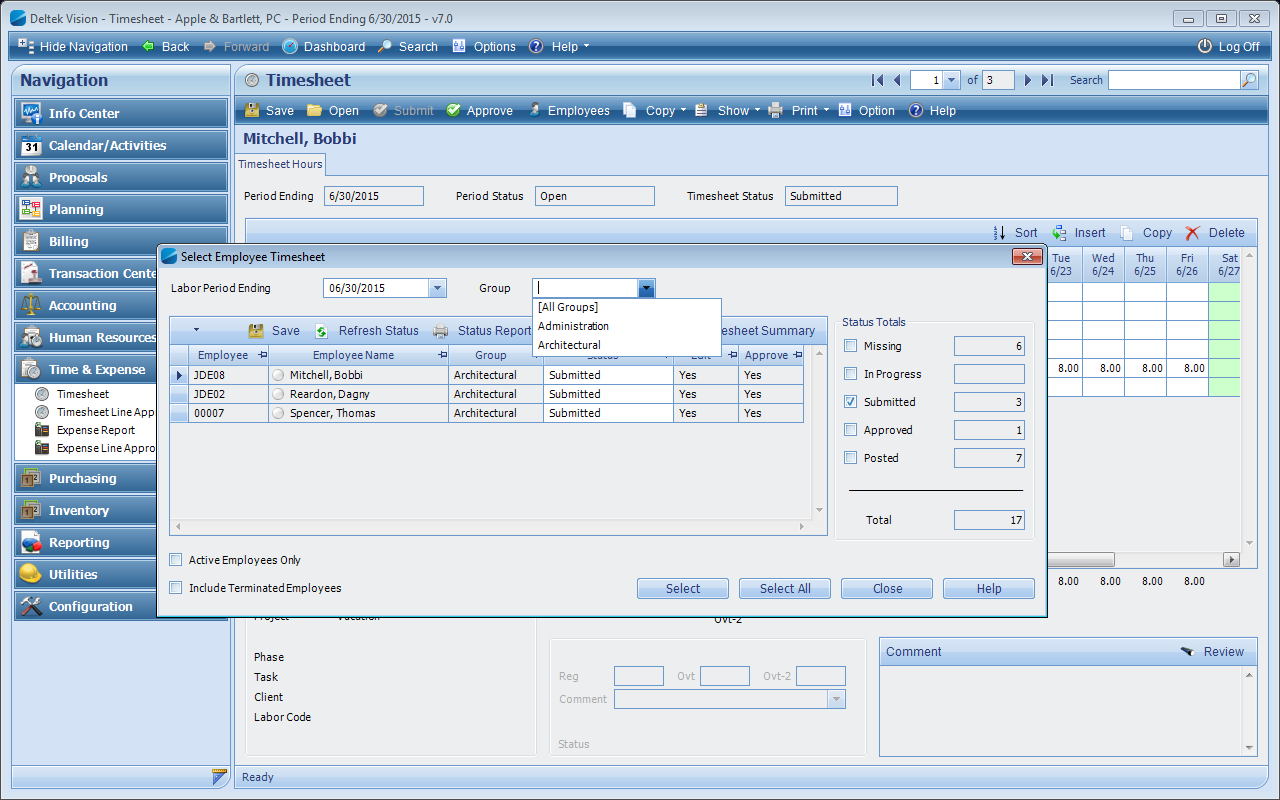 Deltek Vision - Timesheet - Apple & Bartlett, PC - Period Ending 6/30/2015 - v7.0
Hide Navigation Back Forward Dashboard Search Options Help Log Off
Navigation
Info Center
31 Calendar/Activities
Proposals
Planning
Billing
Transaction Cente
Accounting
Human Resources
Time & Expense
Timesheet
Timesheet Line Appr
Expense Report
Expense Line Appro
Purchasing
Inventory
Reporting
Utilities
Configuration
Timesheet 1 of 3 Search
Save Open Submit Approve Employees Copy Show Print Option Help
Mitchell, Bobbi
Timesheet Hours
Period Ending 6/30/2015 Period Status Open Timesheet Status Submitted
Sort Insert Copy Delete
Tue Wed Thu Fri Sat
6/23 6/24 6/25 6/26 6/27
8.00 8.00 8.00 8.00
8.00 8.00 8.00 8.00
Select Employee Timesheet
Labor Period Ending 06/30/2015 Group
[All Groups]
Administration
Architectural
Save Refresh Status Status Report esheet Summary
Employee Employee Name Group Status Edit Approve
JDE08 Mitchell, Bobbi Architectural Submitted Yes Yes
JDE02 Reardon, Dagny Architectural Submitted Yes Yes
00007 Spencer, Thomas Architectural Submitted Yes Yes
Status Totals
Missing 6
In Progress
Submitted 3
Approved 1
Posted 7
Total 17
Active Employees Only
Include Terminated Employees
Select Select All Close Help
Project Vacation Ovt-2
Phase
Task
Client
Labor Code
Reg Ovt Ovt-2
Comment
Status
Comment Review
Ready